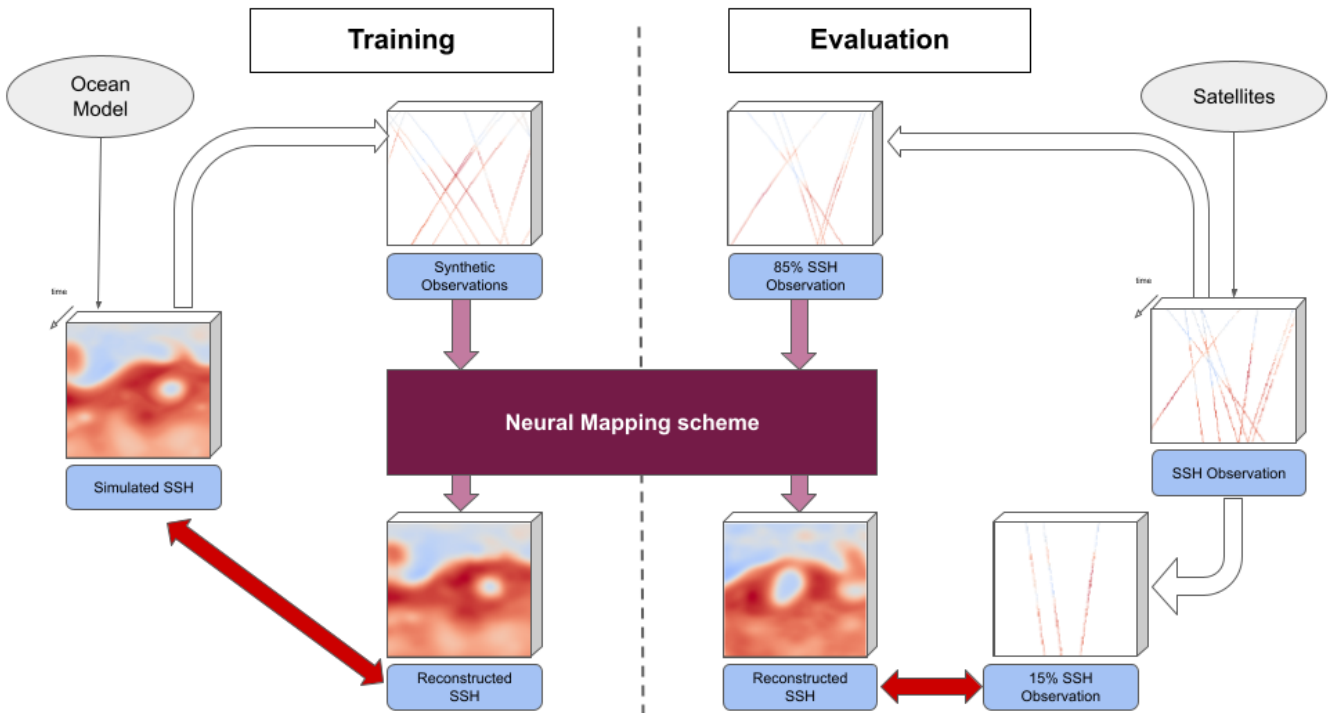 Training
Evaluation
Ocean
Model
Satellites
Synthetic
Observations
85% SSH
Observation
time
time
Neural Mapping scheme
Simulated SSH
SSH Observation
Reconstructed
SSH
Reconstructed
SSH
15% SSH
Observation